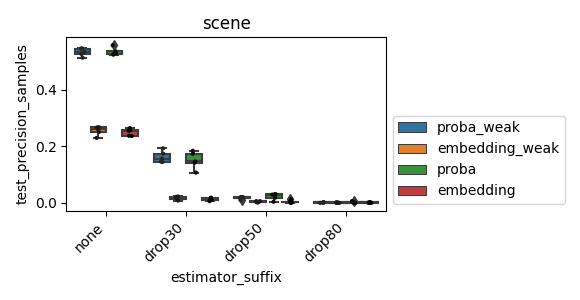 scene
test_precision_samples
0.4
0.2
0.0
none
drop30
drop50
drop80
estimator_suffix
proba_weak
embedding_weak
proba
embedding